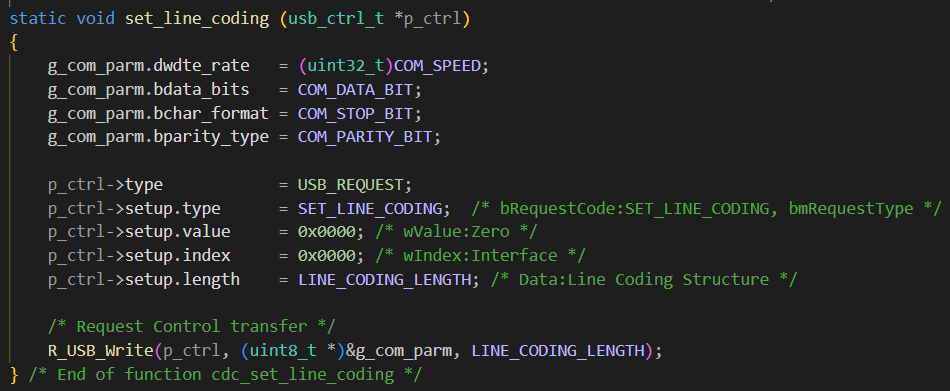 static void set_line_coding (usb_ctrl_t *p_ctrl)
{
    g_com_parm.dwdte_rate   = (uint32_t)COM_SPEED;
    g_com_parm.bdata_bits   = COM_DATA_BIT;
    g_com_parm.bchar_format = COM_STOP_BIT;
    g_com_parm.bparity_type = COM_PARITY_BIT;

    p_ctrl->type            = USB_REQUEST;
    p_ctrl->setup.type      = SET_LINE_CODING;  /* bRequestCode:SET_LINE_CODING, bmRequestType */
    p_ctrl->setup.value     = 0x0000; /* wValue:Zero */
    p_ctrl->setup.index     = 0x0000; /* wIndex:Interface */
    p_ctrl->setup.length    = LINE_CODING_LENGTH; /* Data:Line Coding Structure */

    /* Request Control transfer */
    R_USB_Write(p_ctrl, (uint8_t *)&g_com_parm, LINE_CODING_LENGTH);
} /* End of function cdc_set_line_coding */